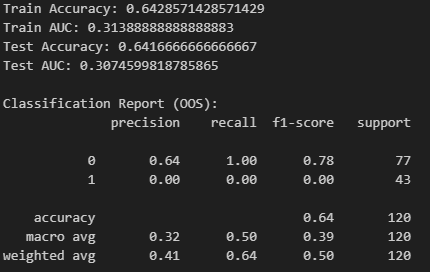 Train Accuracy: 0.6428571428571429
Train AUC: 0.31388888888888883
Test Accuracy: 0.6416666666666667
Test AUC: 0.3074599818785865
Classification Report (OOS):
precision recall f1-score support
0 0.64 1.00 0.78 77
1 0.00 0.00 0.00 43
accuracy 0.64 120
macro avg 0.32 0.50 0.39 120
weighted avg 0.41 0.64 0.50 120